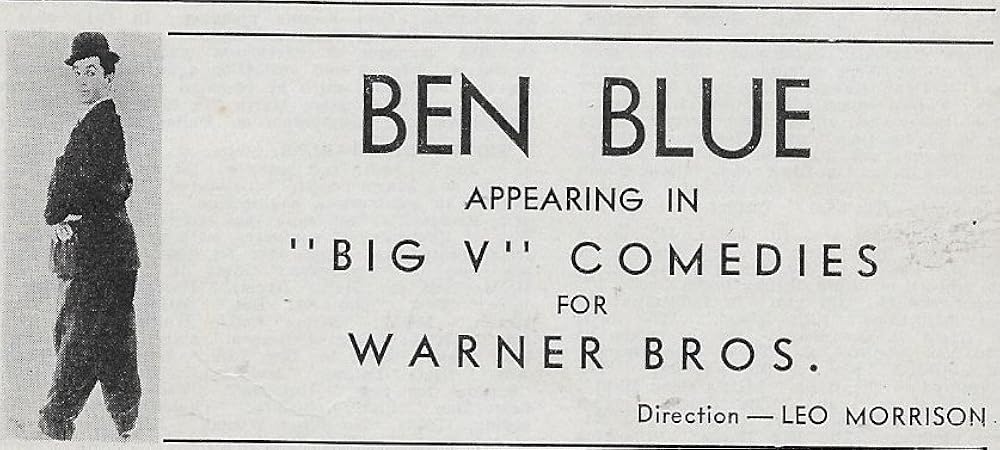 BEN BLUE
APPEARING IN
"BIG V" COMEDIES
FOR
WARNER BROS.
Direction — LEO MORRISON